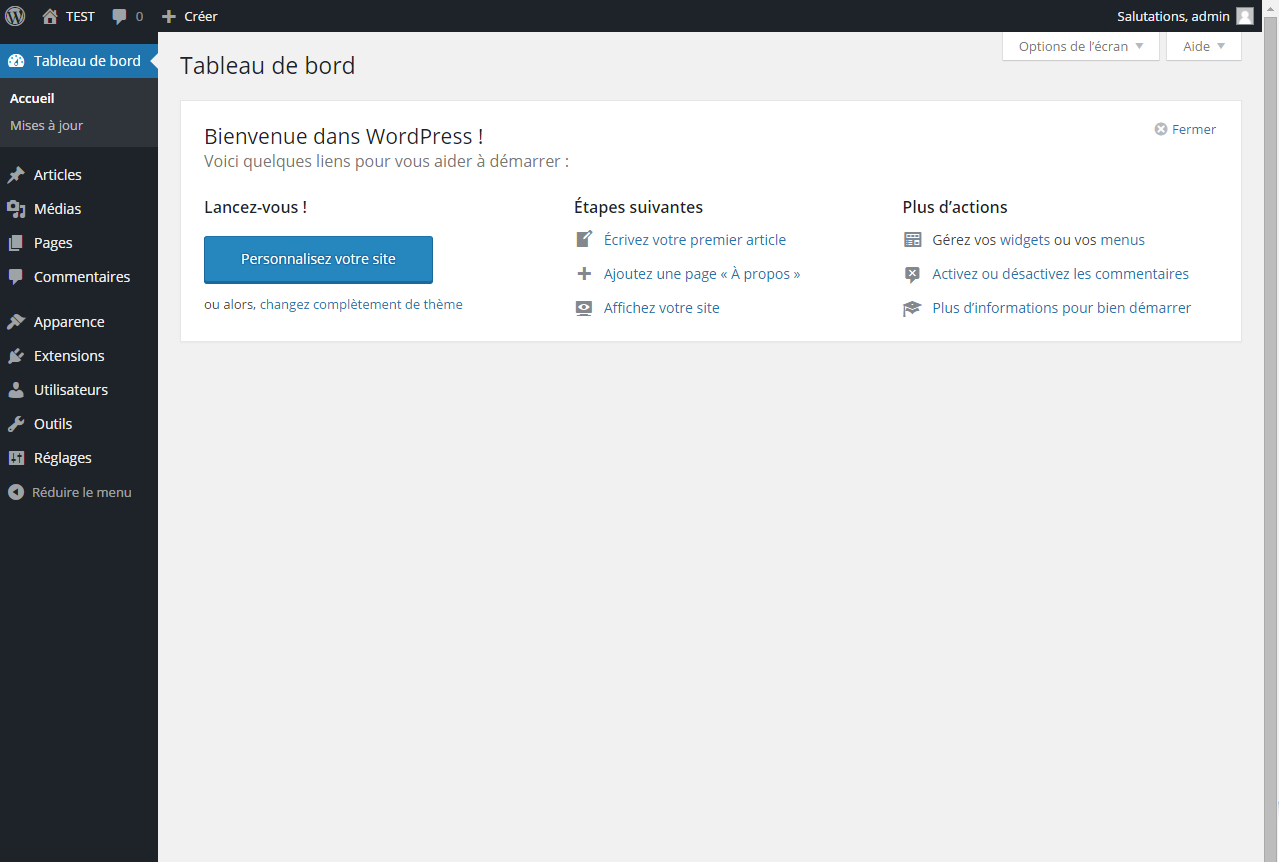 TEST 0 Créer Salutations, admin
Options de l’écran Aide
Tableau de bord
Accueil
Mises à jour
Articles
Médias
Pages
Commentaires
Apparence
Extensions
Utilisateurs
Outils
Réglages
Réduire le menu
Tableau de bord
Bienvenue dans WordPress !
Fermer
Voici quelques liens pour vous aider à démarrer :
Lancez-vous !
Personnalisez votre site
ou alors, changez complètement de thème
Étapes suivantes
Écrivez votre premier article
Ajoutez une page « À propos »
Affichez votre site
Plus d’actions
Gérez vos widgets ou vos menus
Activez ou désactivez les commentaires
Plus d’informations pour bien démarrer